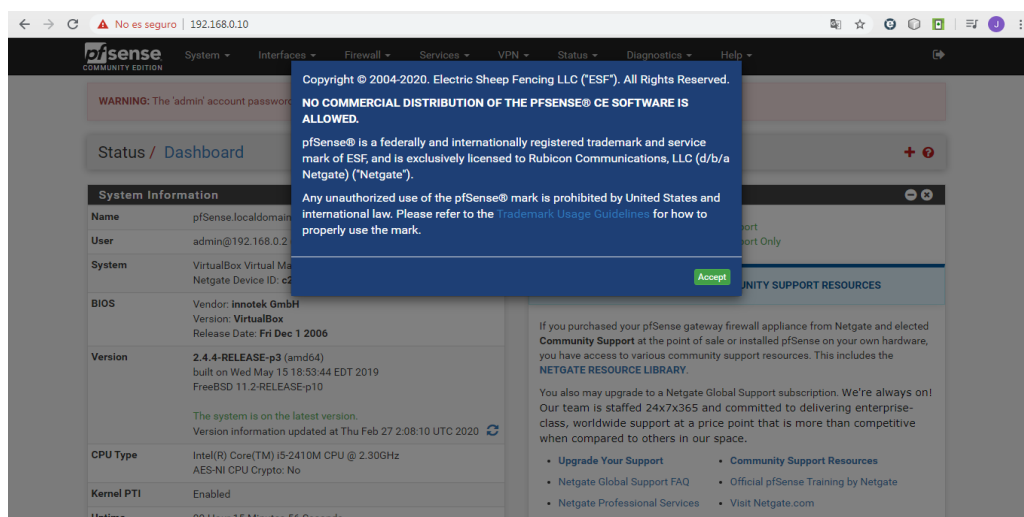 No es seguro | 192.168.0.10
pfsense
COMMUNITY EDITION
System Interfaces Firewall Services VPN Status Diagnostics Help
WARNING: The 'admin' account password
Copyright © 2004-2020. Electric Sheep Fencing LLC ("ESF"). All Rights Reserved.
NO COMMERCIAL DISTRIBUTION OF THE PFSENSE® CE SOFTWARE IS
ALLOWED.
pfSense® is a federally and internationally registered trademark and service
mark of ESF, and is exclusively licensed to Rubicon Communications, LLC (d/b/a
Netgate) ("Netgate").
Any unauthorized use of the pfSense® mark is prohibited by United States and
international law. Please refer to the Trademark Usage Guidelines for how to
properly use the mark.
Accept
Status / Dashboard
System Information
Name pfSense.localdomain
User admin@192.168.0.2
System VirtualBox Virtual Ma
Netgate Device ID: c2
BIOS Vendor: innotek GmbH
Version: VirtualBox
Release Date: Fri Dec 1 2006
Version 2.4.4-RELEASE-p3 (amd64)
built on Wed May 15 18:53:44 EDT 2019
FreeBSD 11.2-RELEASE-p10
The system is on the latest version.
Version information updated at Thu Feb 27 2:08:10 UTC 2020
CPU Type Intel(R) Core(TM) i5-2410M CPU @ 2.30GHz
AES-NI CPU Crypto: No
Kernel PTI Enabled
ort Only
UNITY SUPPORT RESOURCES
If you purchased your pfSense gateway firewall appliance from Netgate and elected
Community Support at the point of sale or installed pfSense on your own hardware,
you have access to various community support resources. This includes the
NETGATE RESOURCE LIBRARY.
You also may upgrade to a Netgate Global Support subscription. We're always on!
Our team is staffed 24x7x365 and committed to delivering enterprise-
class, worldwide support at a price point that is more than competitive
when compared to others in our space.
Upgrade Your Support
Community Support Resources
Netgate Global Support FAQ
Official pfSense Training by Netgate
Netgate Professional Services
Visit Netgate.com